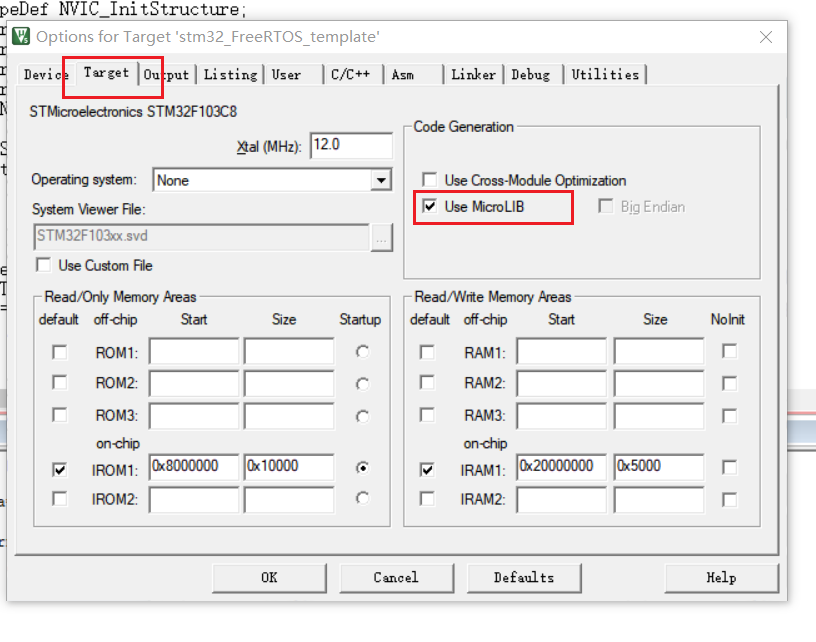 peDef NVIC_InitStructure;
Options for Target 'stm32_FreeRTOS_template'
Device Target Output Listing User C/C++ Asm Linker Debug Utilities
STMicroelectronics STM32F103C8
Xtal (MHz): 12.0
Operating system: None
System Viewer File:
STM32F103xx.svd ...
Use Custom File
Code Generation
Use Cross-Module Optimization
Use MicroLIB Big Endian
Read/Only Memory Areas
default off-chip Start Size Startup
ROM1:
ROM2:
ROM3:
on-chip
IROM1: 0x8000000 0x10000
IROM2:
Read/Write Memory Areas
default off-chip Start Size NoInit
RAM1:
RAM2:
RAM3:
on-chip
IRAM1: 0x20000000 0x5000
IRAM2:
OK Cancel Defaults Help